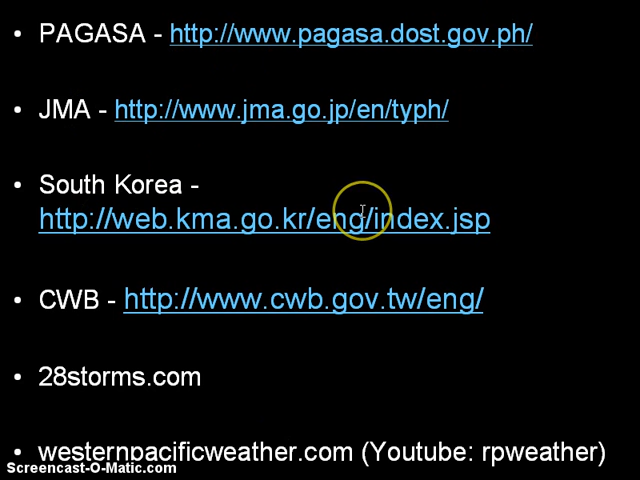 • PAGASA - http://www.pagasa.dost.gov.ph/
• JMA - http://www.jma.go.jp/en/typh/
• South Korea -
http://web.kma.go.kr/eng/index.jsp
• CWB - http://www.cwb.gov.tw/eng/
• 28storms.com
• westernpacificweather.com (Youtube: rpweather)
Screencast-O-Matic.com